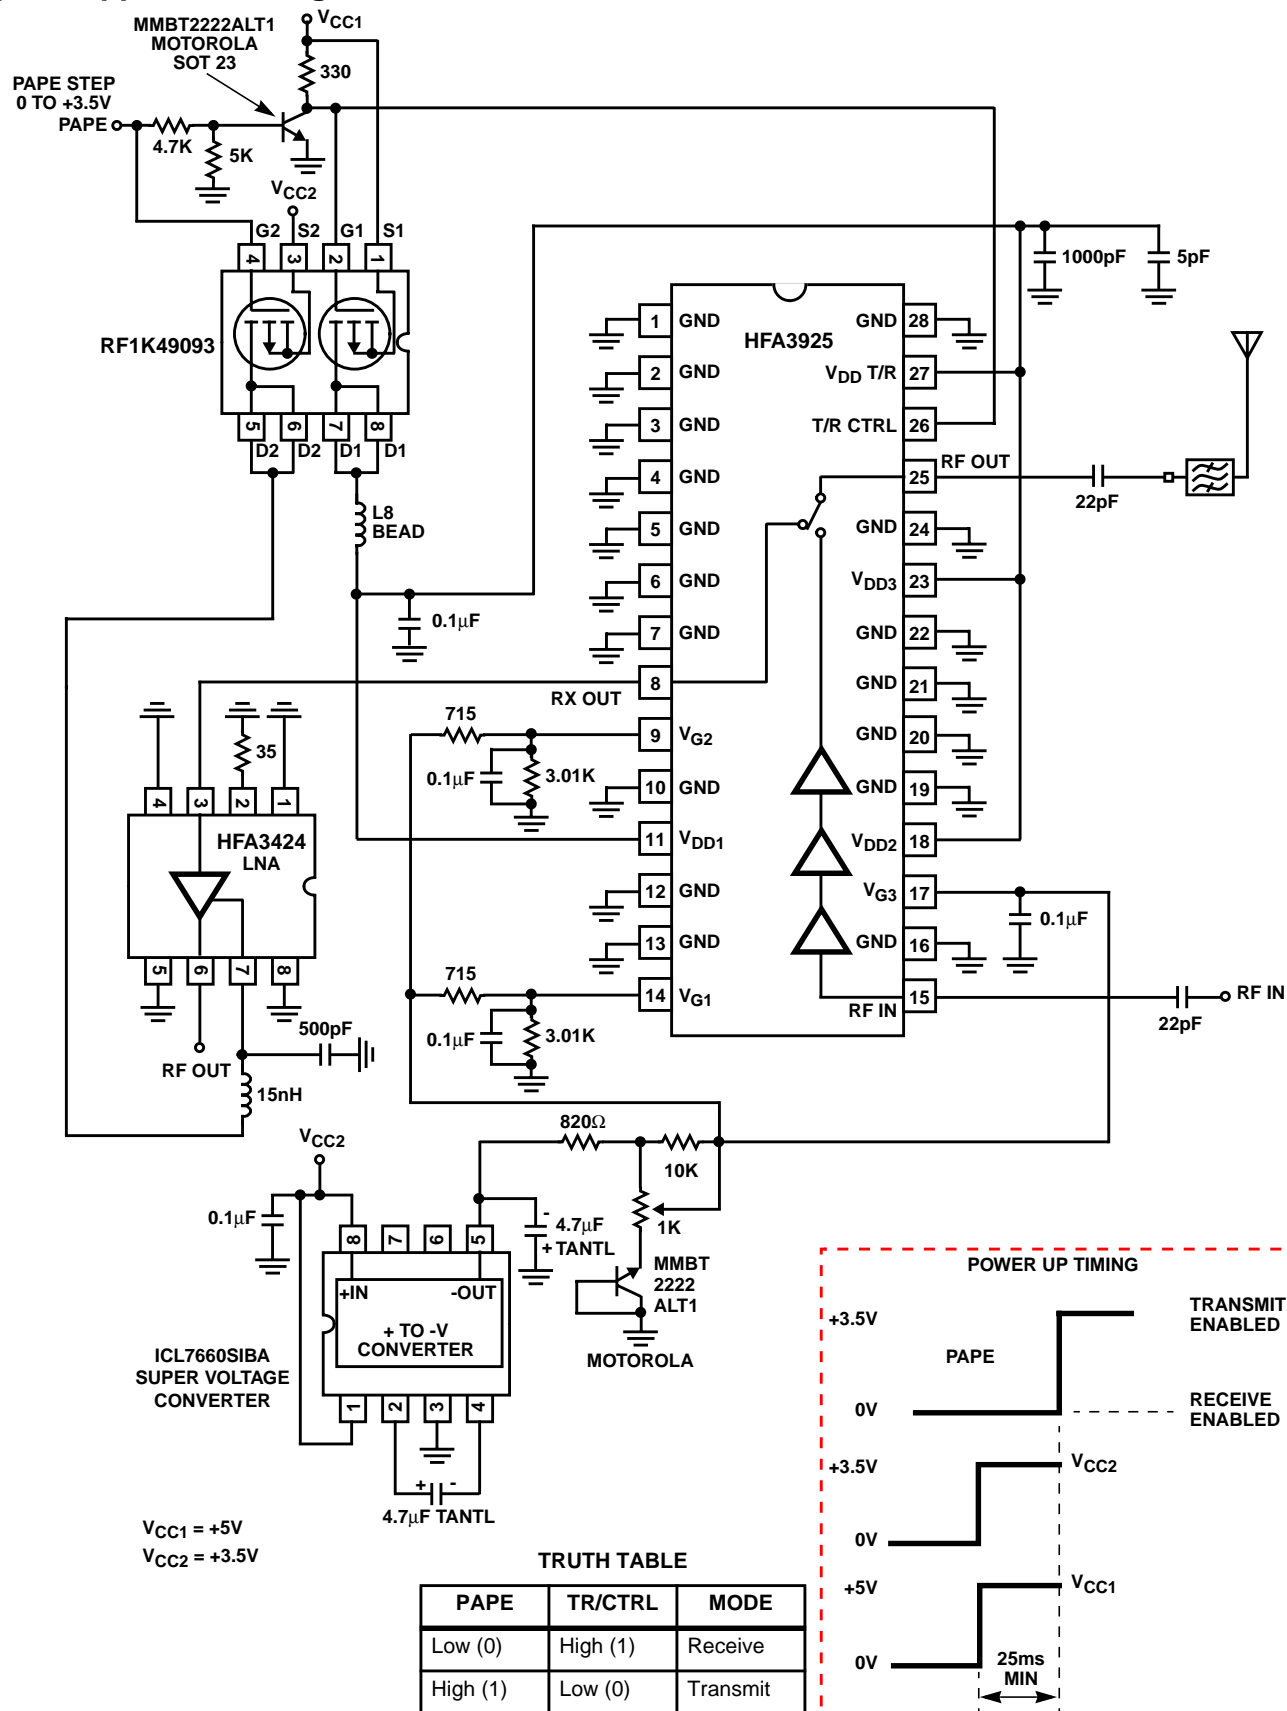 MMBT2222ALT1
MOTOROLA
SOT 23
VCC1
330
PAPE STEP
0 TO +3.5V
PAPE
4.7K
5K
VCC2
G2 S2 G1 S1
4 3 2 1
RF1K49093
5 6 7 8
D2 D2 D1 D1
L8
BEAD
0.1µF
1000pF
5pF
HFA3925
1 GND
2 GND
3 GND
4 GND
5 GND
6 GND
7 GND
8
RX OUT
9 VG2
10 GND
11 VDD1
12 GND
13 GND
14 VG1
GND 28
VDD T/R 27
T/R CTRL 26
RF OUT
25
GND 24
VDD3 23
GND 22
GND 21
GND 20
GND 19
VDD2 18
VG3 17
GND 16
RF IN 15
22pF
0.1µF
22pF
RF IN
715
0.1µF
3.01K
715
0.1µF
3.01K
35
4 3 2 1
HFA3424
LNA
5 6 7 8
RF OUT
500pF
15nH
VCC2
0.1µF
820Ω
10K
1K
-
4.7µF
+ TANTL
MMBT
2222
ALT1
MOTOROLA
8 7 6 5
+IN
-OUT
+ TO -V
CONVERTER
1 2 3 4
ICL7660SIBA
SUPER VOLTAGE
CONVERTER
+ -
4.7µF TANTL
VCC1 = +5V
VCC2 = +3.5V
TRUTH TABLE
PAPE TR/CTRL MODE
Low (0) High (1) Receive
High (1) Low (0) Transmit
POWER UP TIMING
+3.5V
TRANSMIT
ENABLED
PAPE
0V
RECEIVE
ENABLED
+3.5V
VCC2
0V
+5V
VCC1
0V
25ms
MIN